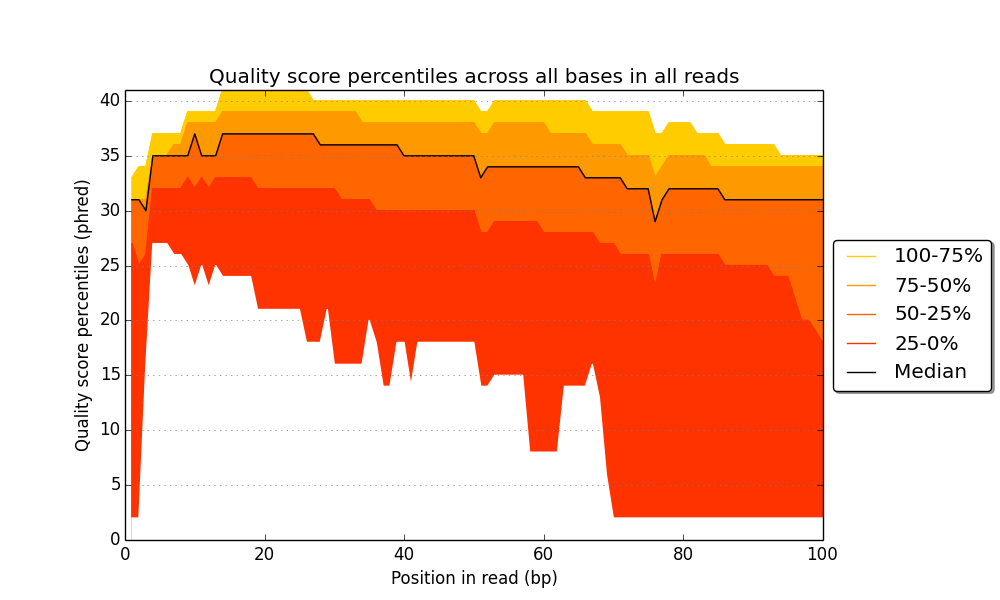 Quality score percentiles across all bases in all reads
Quality score percentiles (phred)
40
35
30
25
20
15
10
5
0
0 20 40 60 80 100
Position in read (bp)
100-75%
75-50%
50-25%
25-0%
Median